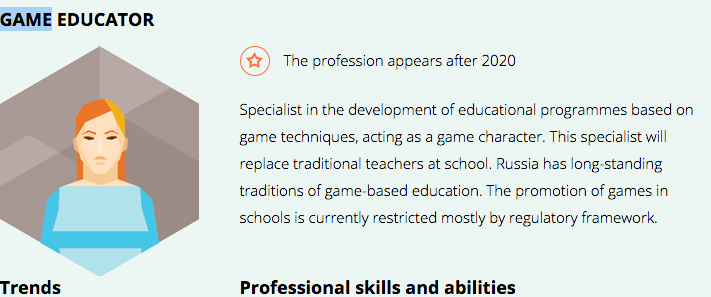 GAME EDUCATOR
The profession appears after 2020
Specialist in the development of educational programmes based on
game techniques, acting as a game character. This specialist will
replace traditional teachers at school. Russia has long-standing
traditions of game-based education. The promotion of games in
schools is currently restricted mostly by regulatory framework.
Trends
Professional skills and abilities